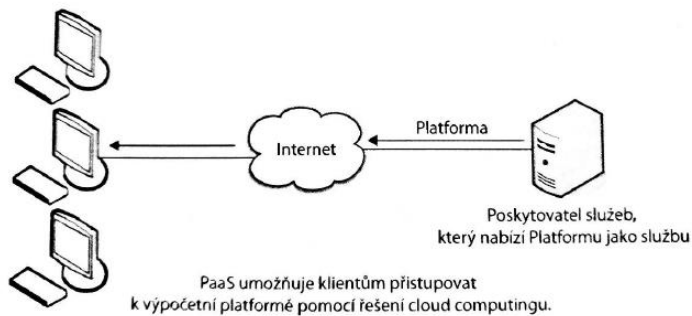 Platforma
Internet
Poskytovatel služeb,
který nabízí Platformu jako službu
PaaS umožňuje klientům přistupovat
k výpočetní platformě pomocí řešení cloud computingu.